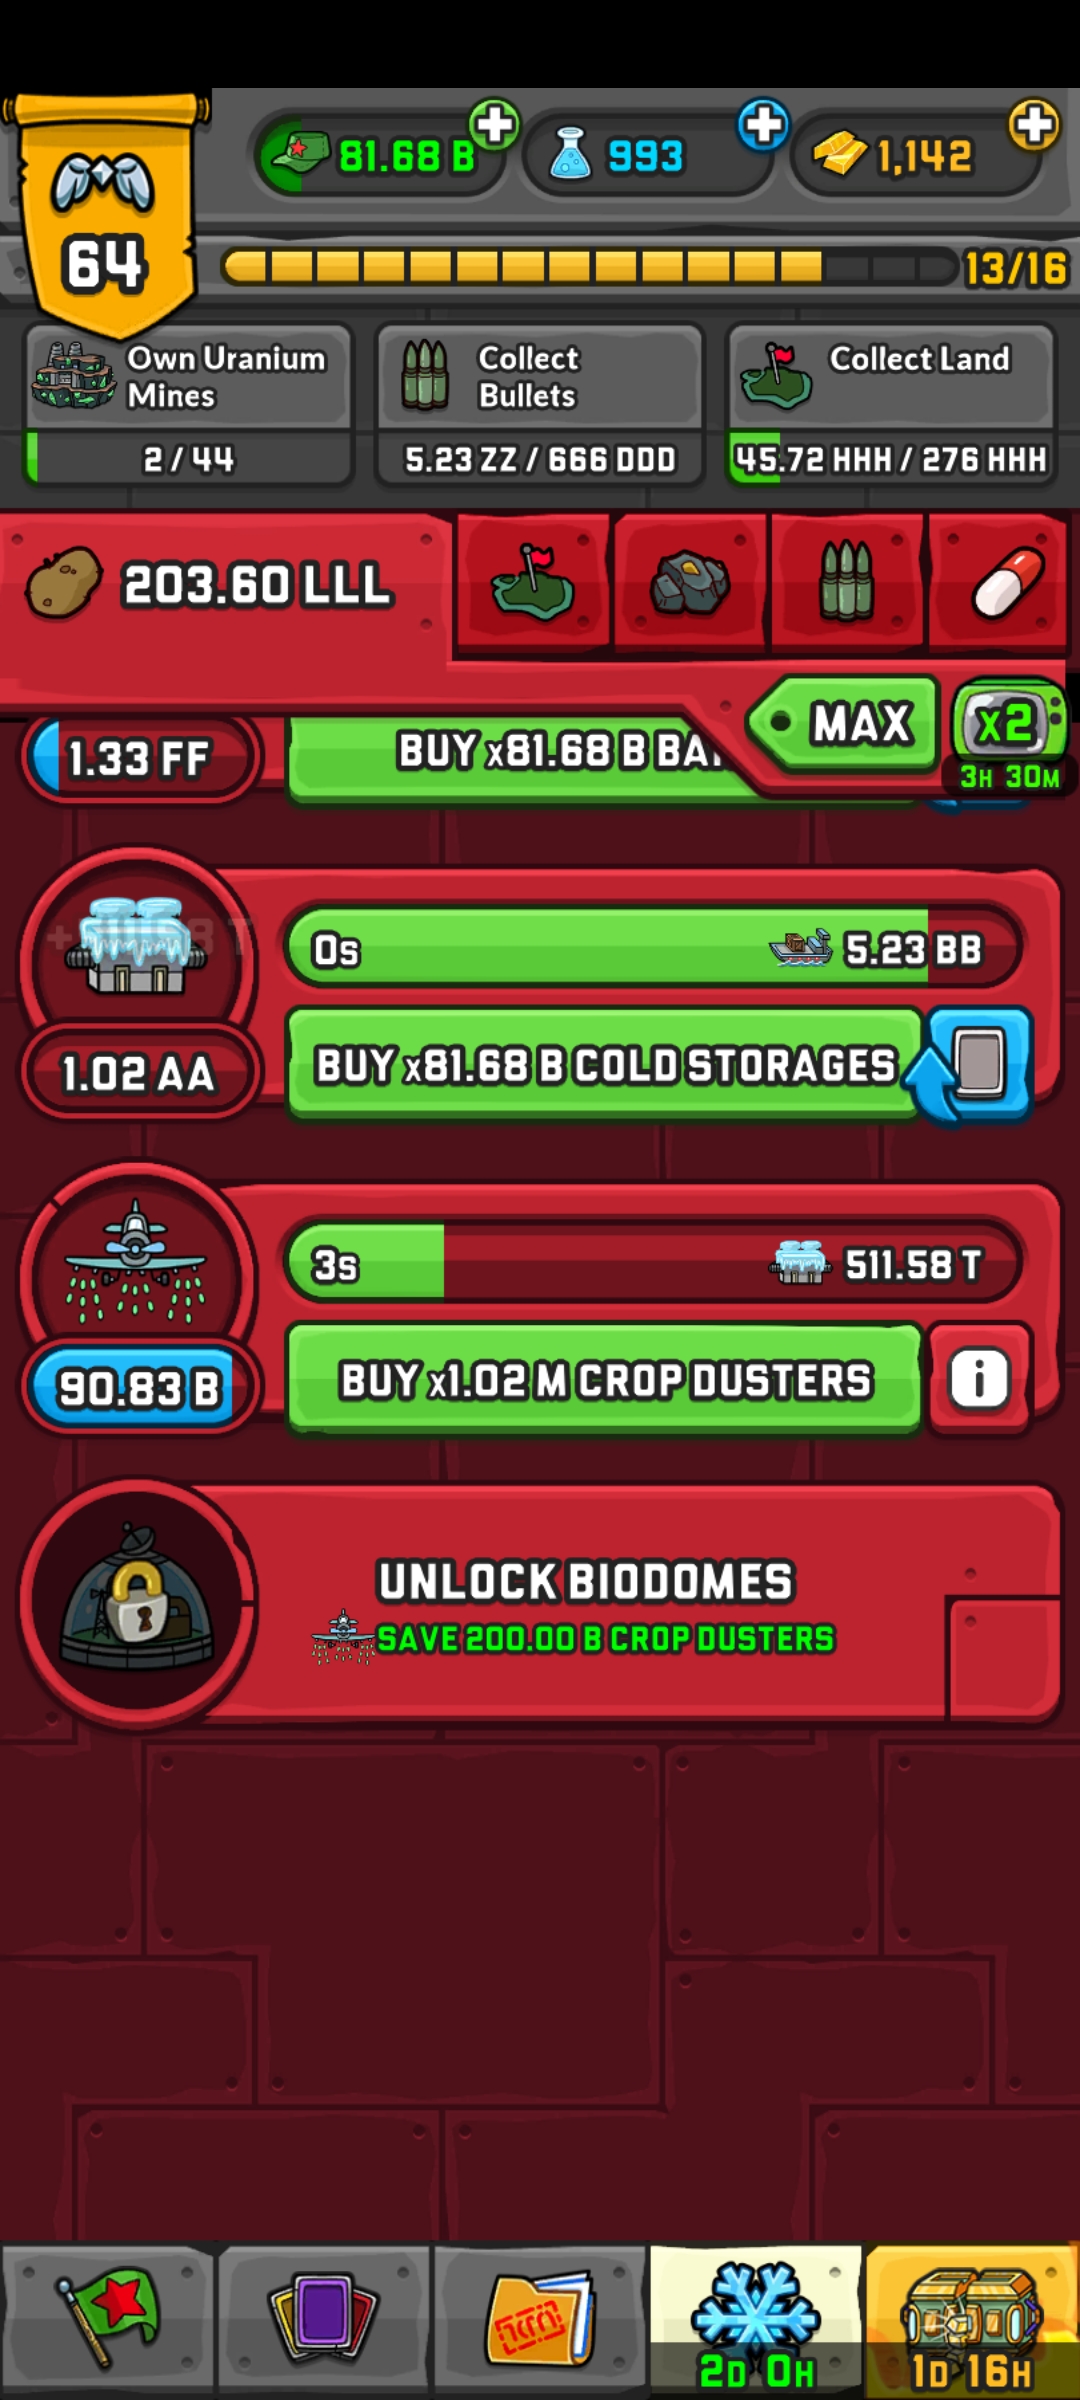 81.68 B
993
1,142
64
13/16
Own Uranium
Mines
2 / 44
Collect
Bullets
5.23 ZZ / 666 DDD
Collect Land
45.72 HHH / 276 HHH
203.60 LLL
MAX
x2
3H 30M
1.33 FF
BUY x81.68 B
0s
5.23 BB
1.02 AA
BUY x81.68 B COLD STORAGES
3s
511.58 T
90.83 B
BUY x1.02 M CROP DUSTERS
i
UNLOCK BIODOMES
SAVE 200.00 B CROP DUSTERS
2D 0H
1D 16H